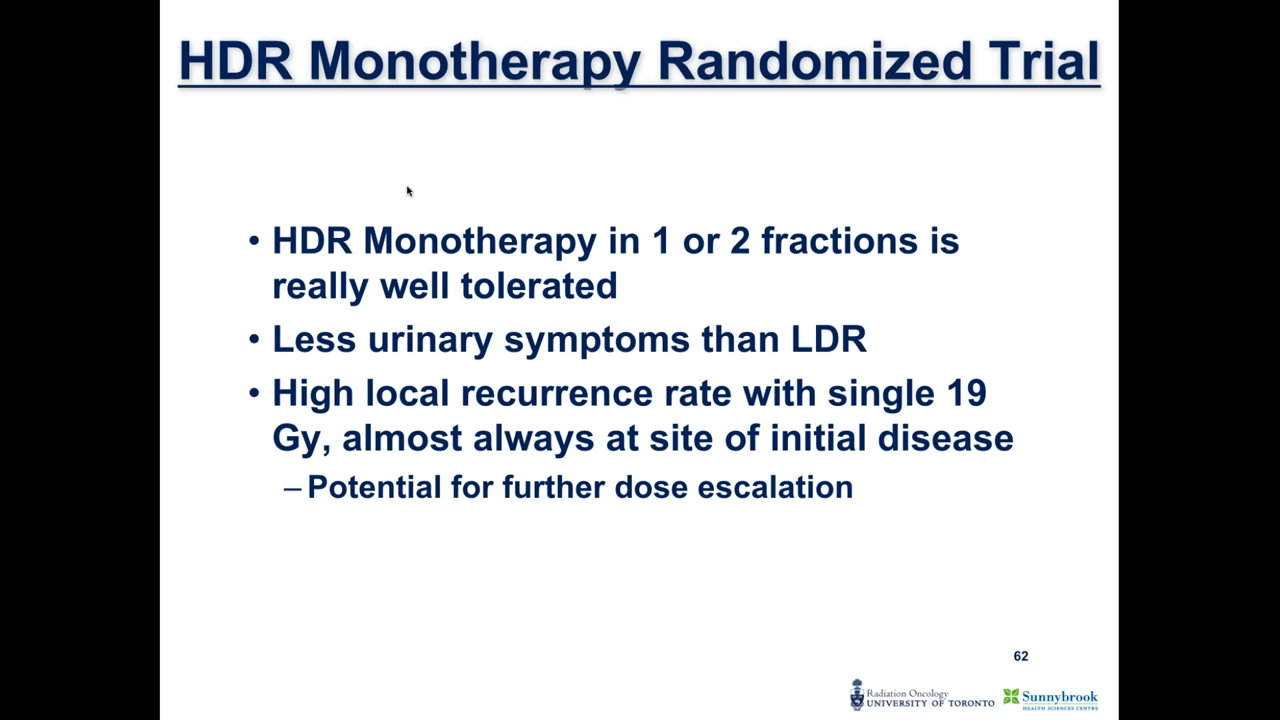 HDR Monotherapy Randomized Trial
• HDR Monotherapy in 1 or 2 fractions is
really well tolerated
• Less urinary symptoms than LDR
• High local recurrence rate with single 19
Gy, almost always at site of initial disease
– Potential for further dose escalation
62
Radiation Oncology
UNIVERSITY OF TORONTO
Sunnybrook
HEALTH SCIENCES CENTRE